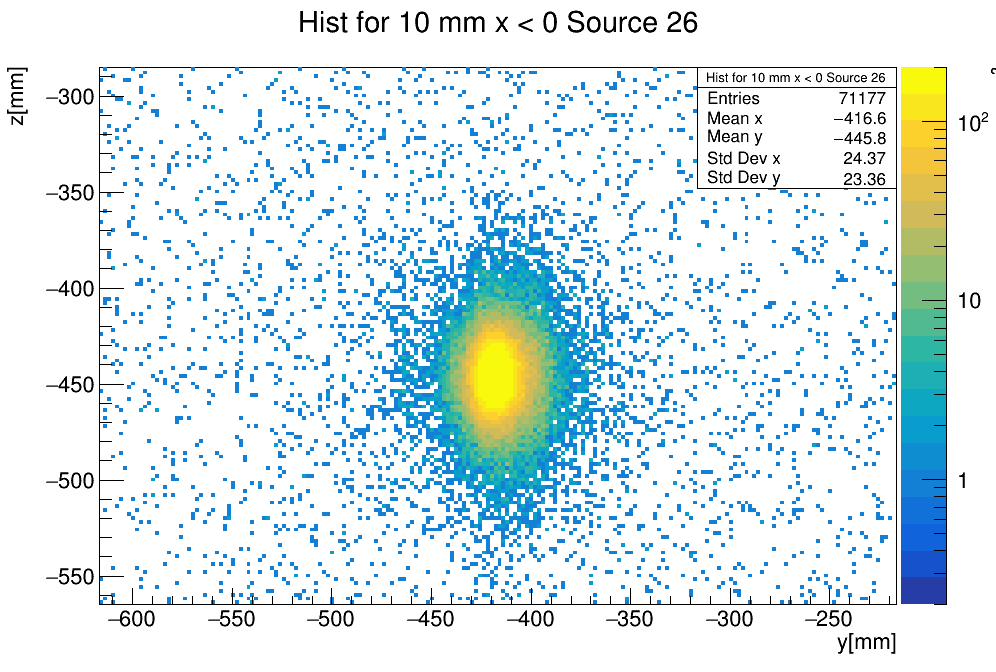 Hist for 10 mm x < 0 Source 26
z[mm]
Hist for 10 mm x < 0 Source 26
Entries 71177
Mean x −416.6
Mean y −445.8
Std Dev x 24.37
Std Dev y 23.36
−300
−350
−400
−450
−500
−550
10²
10
1
−600 −550 −500 −450 −400 −350 −300 −250
y[mm]